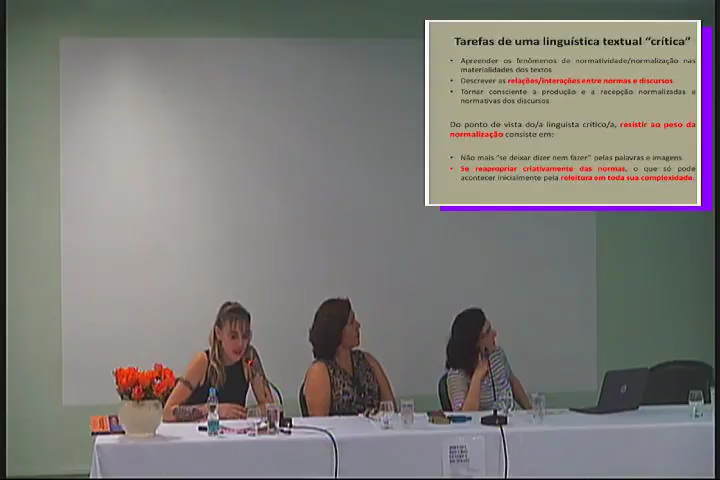 Tarefas de uma linguística textual “crítica”
• Apreender os fenômenos de normatividade/normalização nas
materialidades dos textos
• Descrever as relações/interações entre normas e discursos
• Tornar consciente a produção e a recepção normalizadas e
normativas dos discursos
Do ponto de vista do/a linguista crítico/a, resistir ao peso da
normalização consiste em:
• Não mais “se deixar dizer nem fazer” pelas palavras e imagens
• Se reapropriar criativamente das normas, o que só pode
acontecer inicialmente pela releitura em toda sua complexidade.